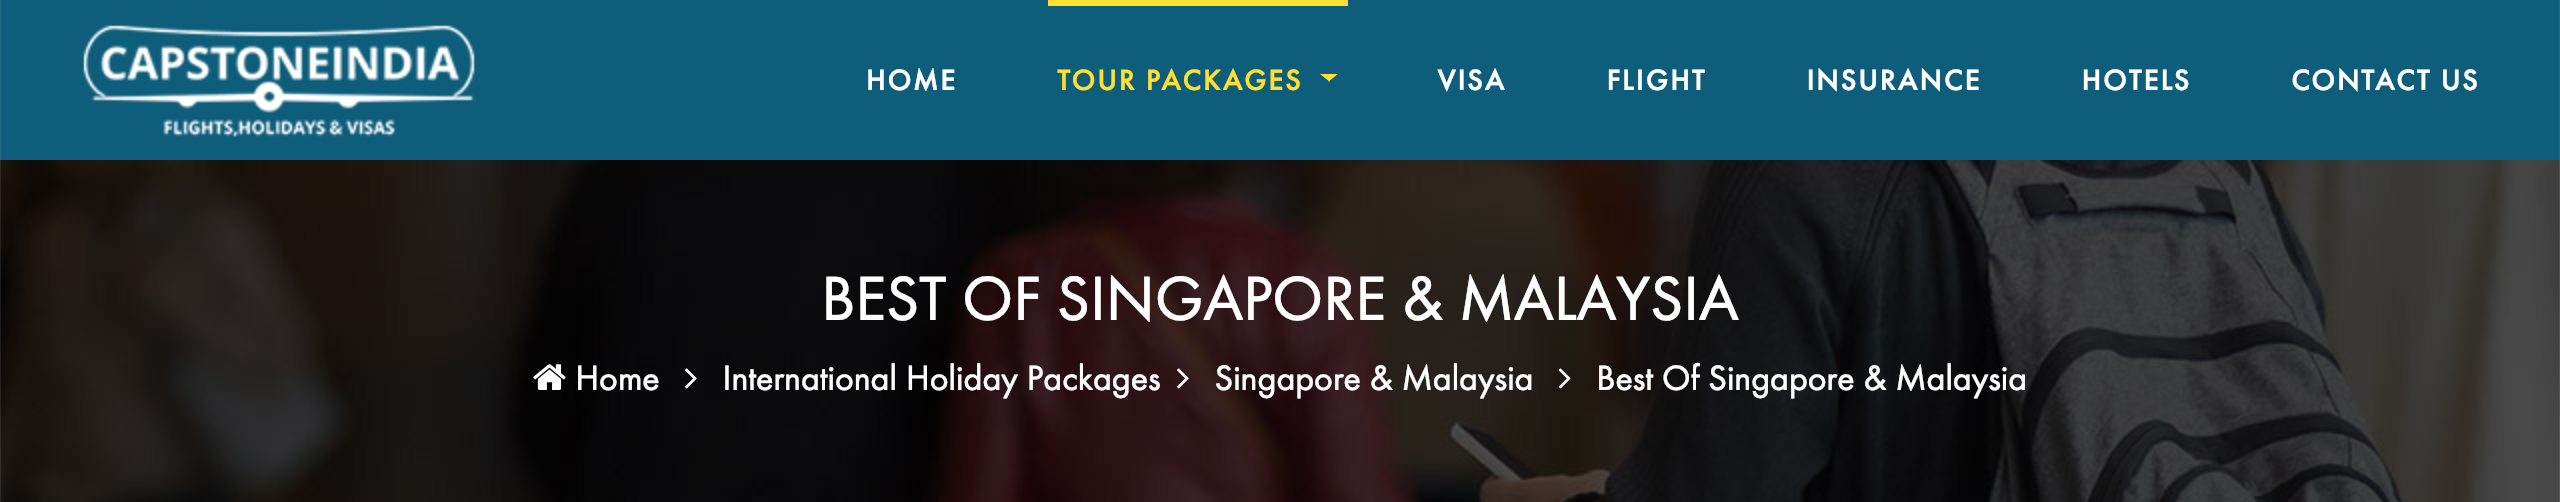 CAPSTONEINDIA
FLIGHTS,HOLIDAYS & VISAS
HOME TOUR PACKAGES VISA FLIGHT INSURANCE HOTELS CONTACT US
BEST OF SINGAPORE & MALAYSIA
Home > International Holiday Packages > Singapore & Malaysia > Best Of Singapore & Malaysia